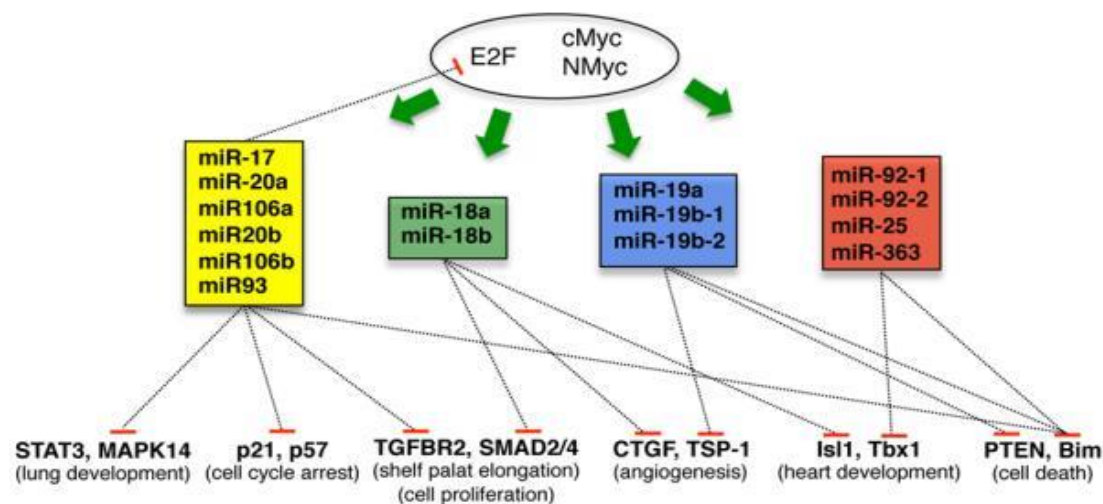 E2F
cMyc
NMyc
miR-17
miR-20a
miR106a
miR20b
miR106b
miR93
miR-18a
miR-18b
miR-19a
miR-19b-1
miR-19b-2
miR-92-1
miR-92-2
miR-25
miR-363
STAT3, MAPK14
(lung development)
p21, p57
(cell cycle arrest)
TGFBR2, SMAD2/4
(shelf palat elongation)
(cell proliferation)
CTGF, TSP-1
(angiogenesis)
Isl1, Tbx1
(heart development)
PTEN, Bim
(cell death)